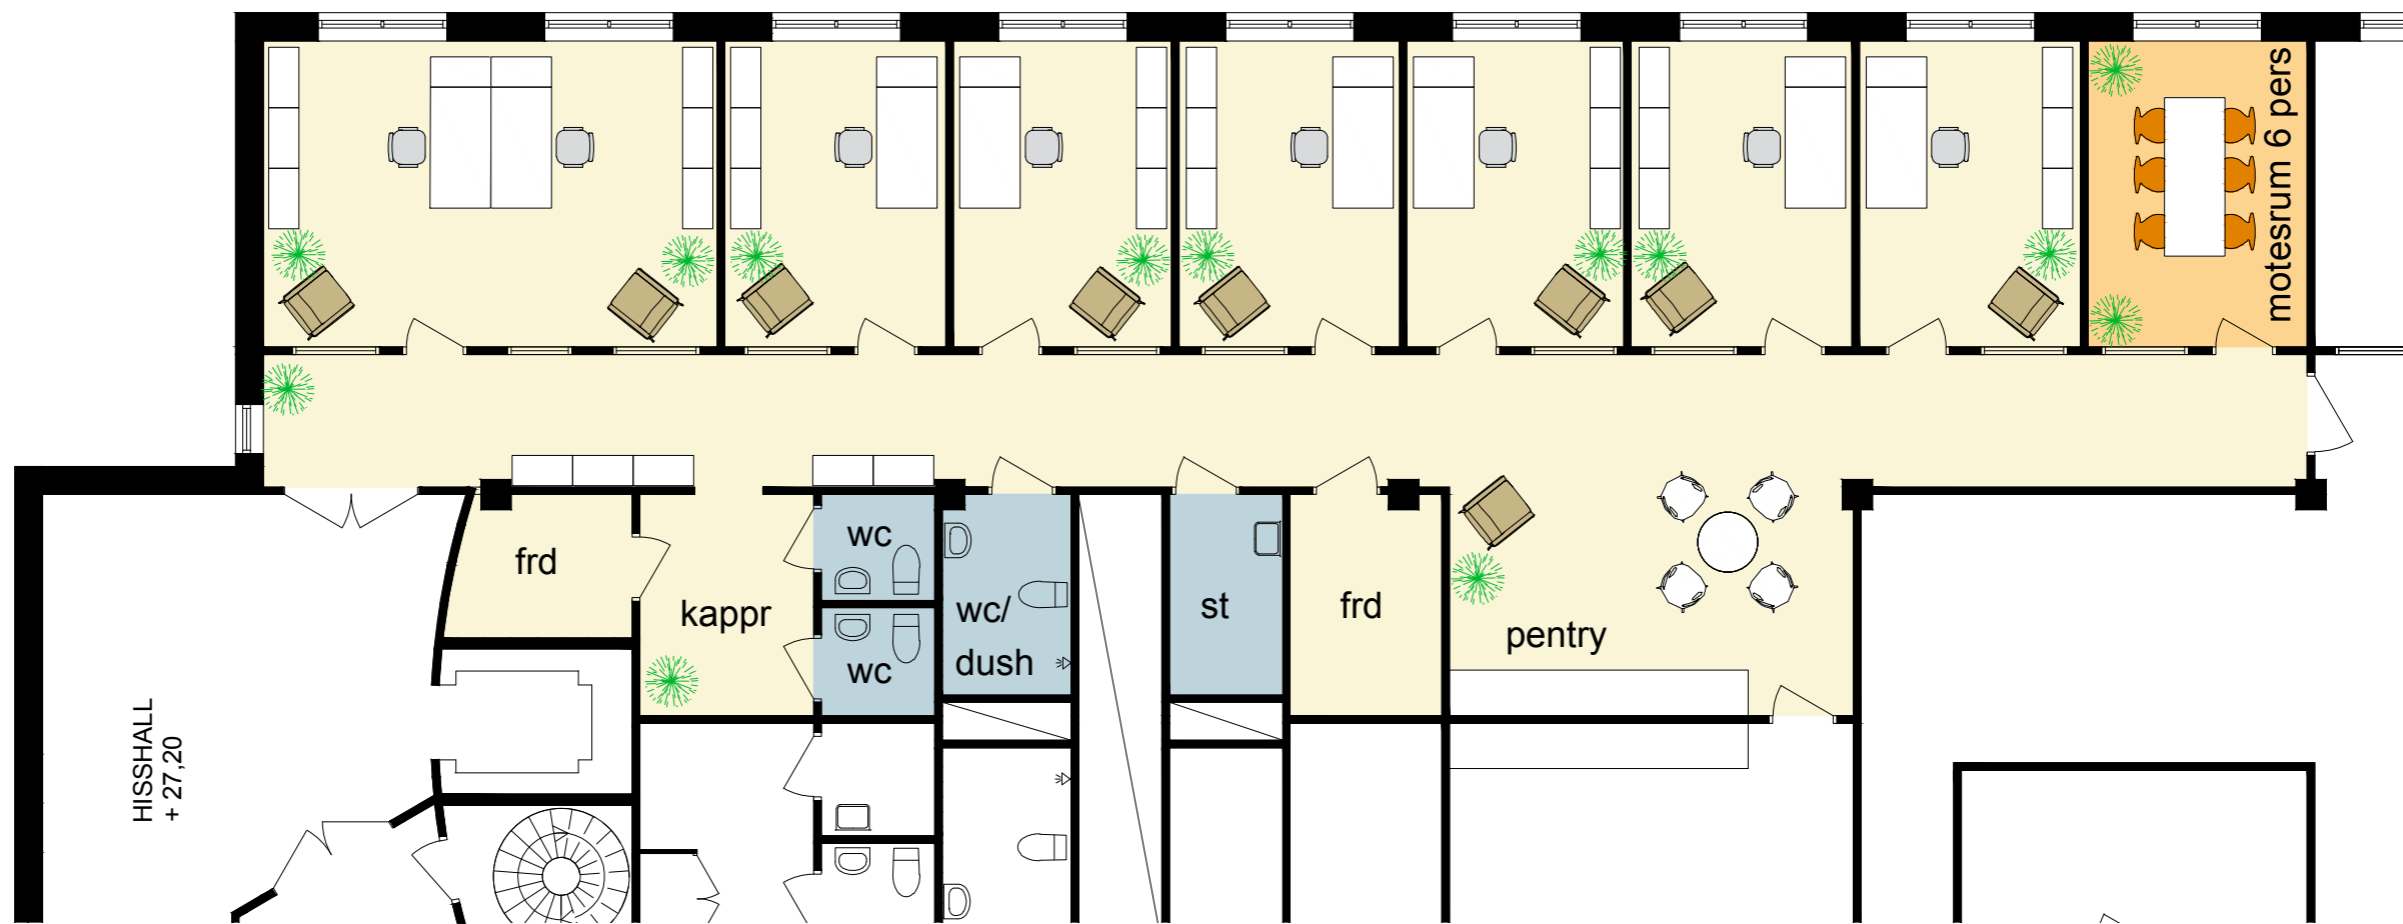 motesrum 6 pers
frd
kappr
wc
wc
wc/
dush
st
frd
pentry
HISSHALL
+ 27,20